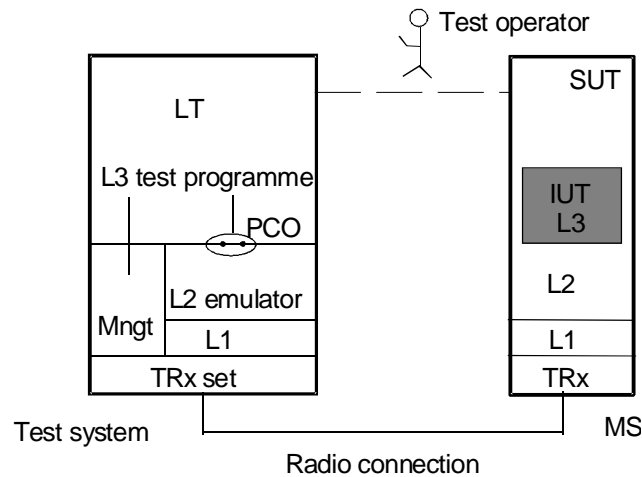 Test operator
SUT
LT
L3 test programme
IUT
L3
PCO
L2 emulator
L2
Mngt
L1
L1
TRx set
TRx
Test system
MS
Radio connection